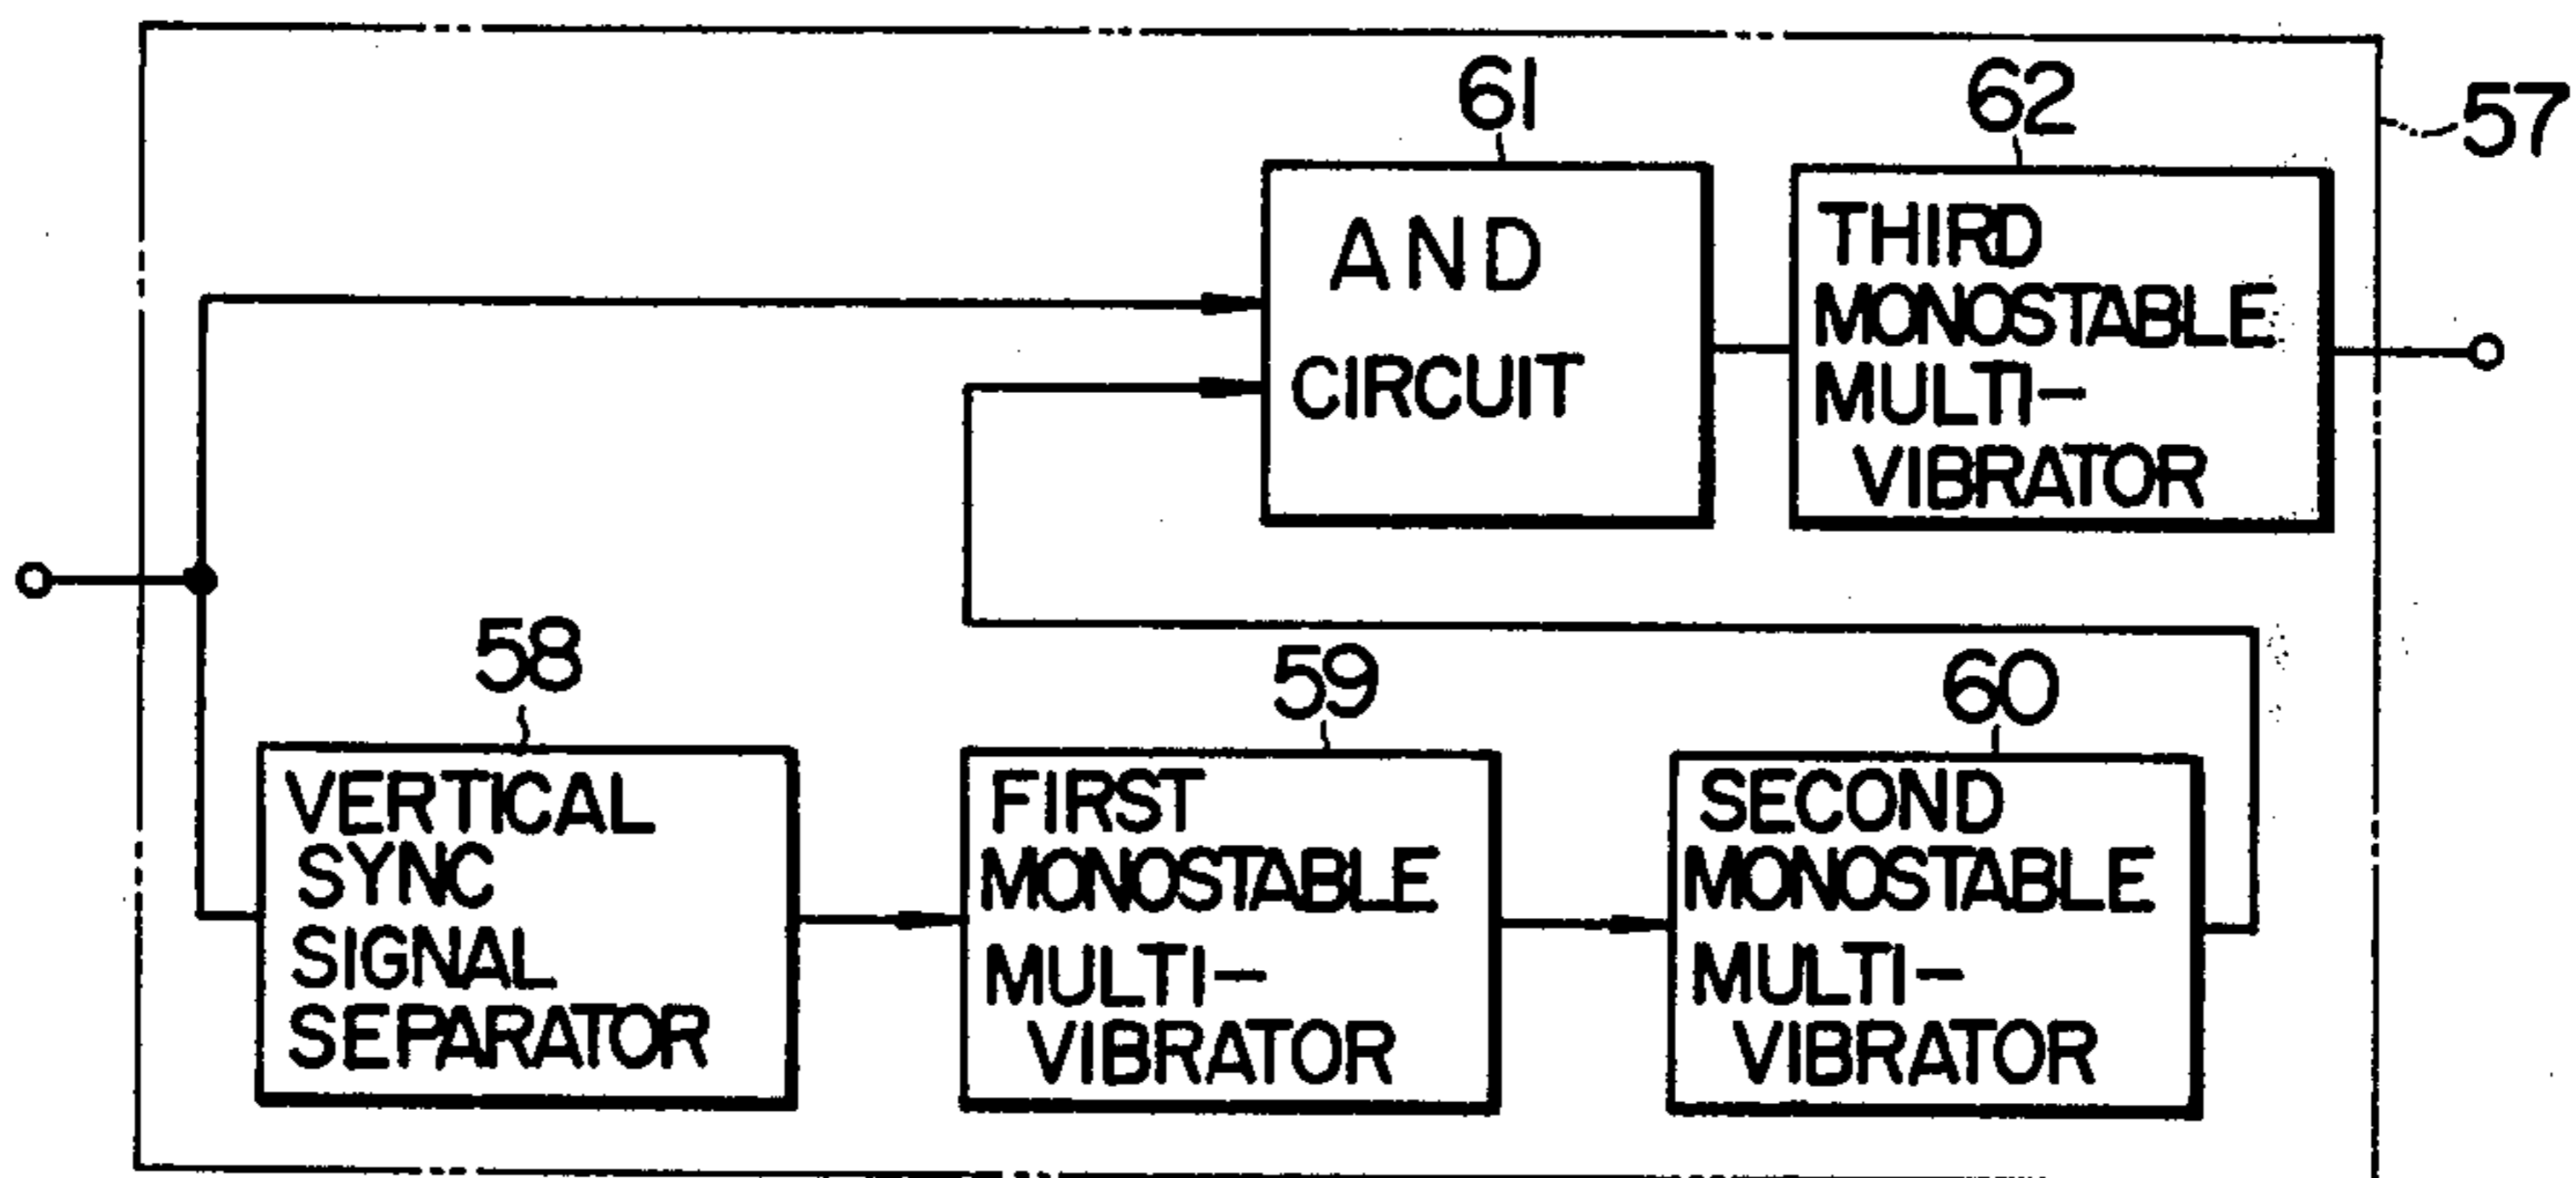 61
62
57
AND
CIRCUIT
THIRD
MONOSTABLE
MULTI-
VIBRATOR
58
59
60
VERTICAL
SYNC
SIGNAL
SEPARATOR
FIRST
MONOSTABLE
MULTI-
VIBRATOR
SECOND
MONOSTABLE
MULTI-
VIBRATOR